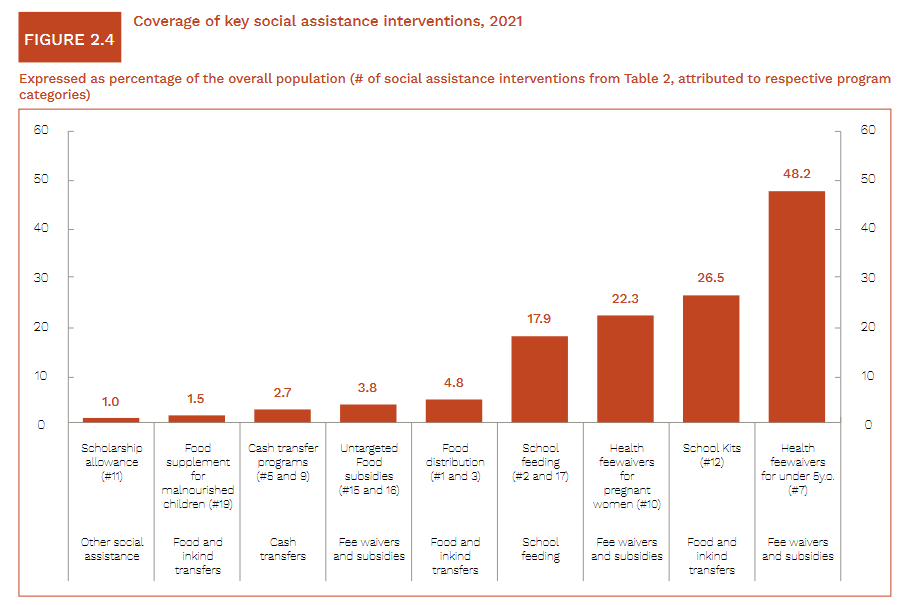 Coverage of key social assistance interventions, 2021
FIGURE 2.4
Expressed as percentage of the overall population (# of social assistance interventions from Table 2, attributed to respective program
categories)
60
50
40
30
20
10
0
60
50
40
30
20
10
0
1.0
1.5
2.7
3.8
4.8
17.9
22.3
26.5
48.2
Scholarship
allowance
(#11)
Food
supplement
for
malnourished
children (#19)
Cash transfer
programs
(#5 and 9)
Untargeted
Food
subsidies
(#15 and 16)
Food
distribution
(#1 and 3)
School
feeding
(#2 and 17)
Health
feewaivers
for
pregnant
women (#10)
School Kits
(#12)
Health
feewaivers
for under 5y.o.
(#7)
Other social
assistance
Food and
inkind
transfers
Cash
transfers
Fee waivers
and subsidies
Food and
inkind
transfers
School
feeding
Fee waivers
and subsidies
Food and
inkind
transfers
Fee waivers
and subsidies